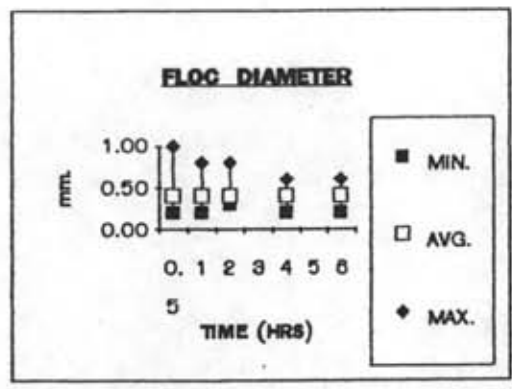 FLOC DIAMETER
1.00
0.50
0.00
mm.
0. 1 2 3 4 5 6
5
TIME (HRS)
MIN.
AVG.
MAX.